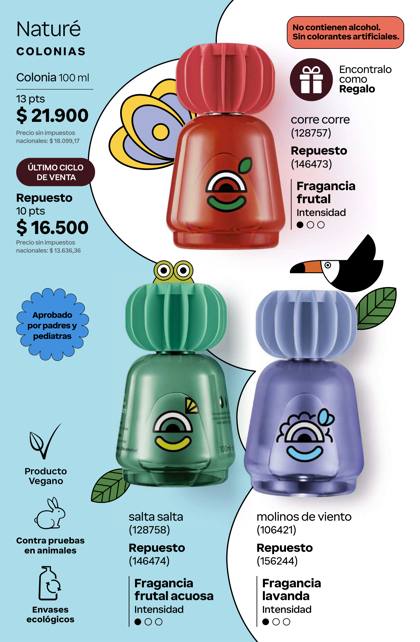 Naturé
COLONIAS
Colonia 100 ml
13 pts
$ 21.900
Precio sin impuestos
nacionales: $ 18.099,17
ÚLTIMO CICLO
DE VENTA
Repuesto
10 pts
$ 16.500
Precio sin impuestos
nacionales: $ 13.636,36
No contienen alcohol.
Sin colorantes artificiales.
Encontralo
como
Regalo
corre corre
(128757)
Repuesto
(146473)
Fragancia
frutal
Intensidad
Aprobado
por padres y
pediatras
Producto
Vegano
Contra pruebas
en animales
Envases
ecológicos
salta salta
(128758)
Repuesto
(146474)
Fragancia
frutal acuosa
Intensidad
molinos de viento
(106421)
Repuesto
(156244)
Fragancia
lavanda
Intensidad